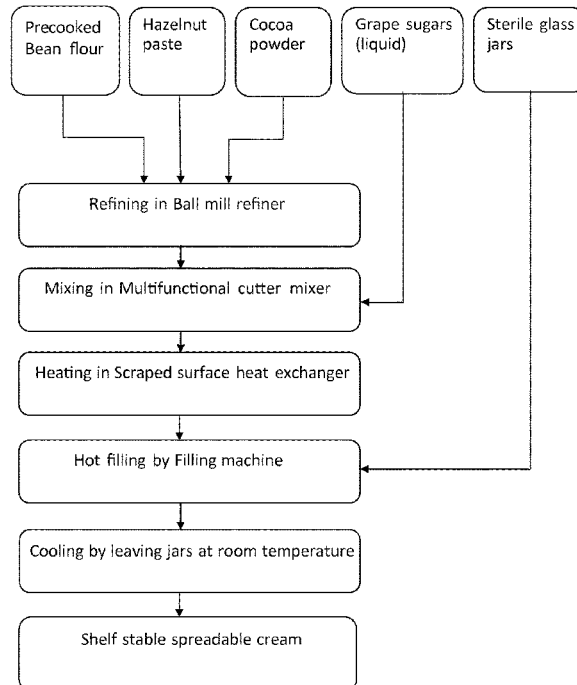 Precooked
Bean flour
Hazelnut
paste
Cocoa
powder
Grape sugars
(liquid)
Sterile glass
jars
Refining in Ball mill refiner
Mixing in Multifunctional cutter mixer
Heating in Scraped surface heat exchanger
Hot filling by Filling machine
Cooling by leaving jars at room temperature
Shelf stable spreadable cream